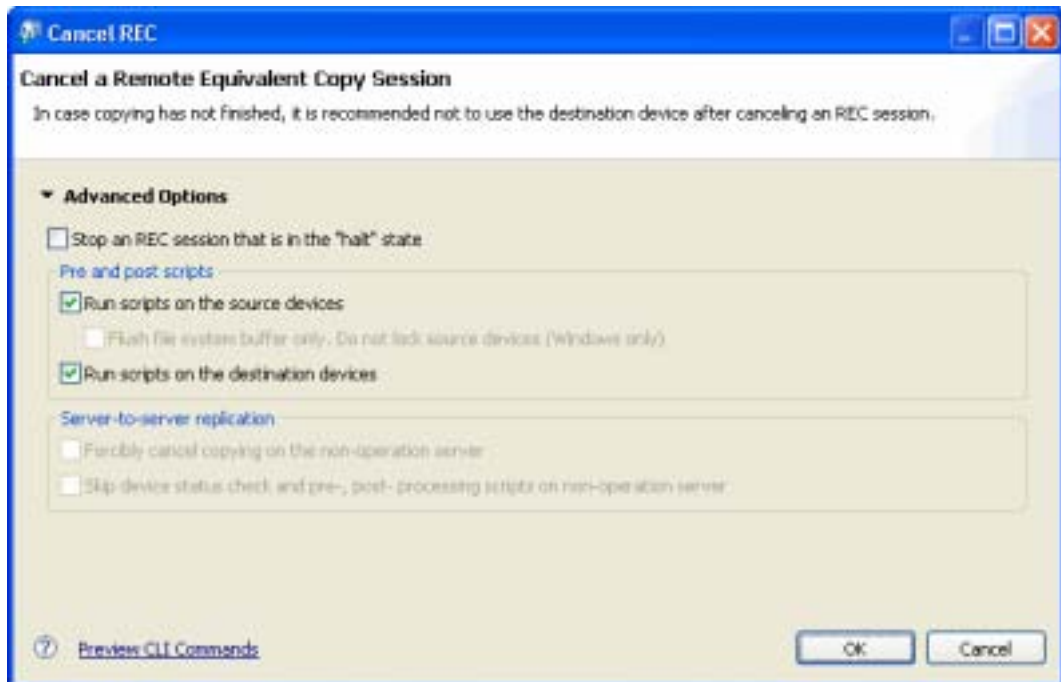 Cancel REC
Cancel a Remote Equivalent Copy Session
In case copying has not finished, it is recommended not to use the destination device after canceling an REC session.
Advanced Options
Stop an REC session that is in the "halt" state
Pre and post scripts
Run scripts on the source devices
Flush file system buffer only. Do not lock source devices (Windows only)
Run scripts on the destination devices
Server-to-server replication
Forcibly cancel copying on the non-operation server
Skip device status check and pre-, post- processing scripts on non-operation server
? Preview CLI Commands
OK Cancel